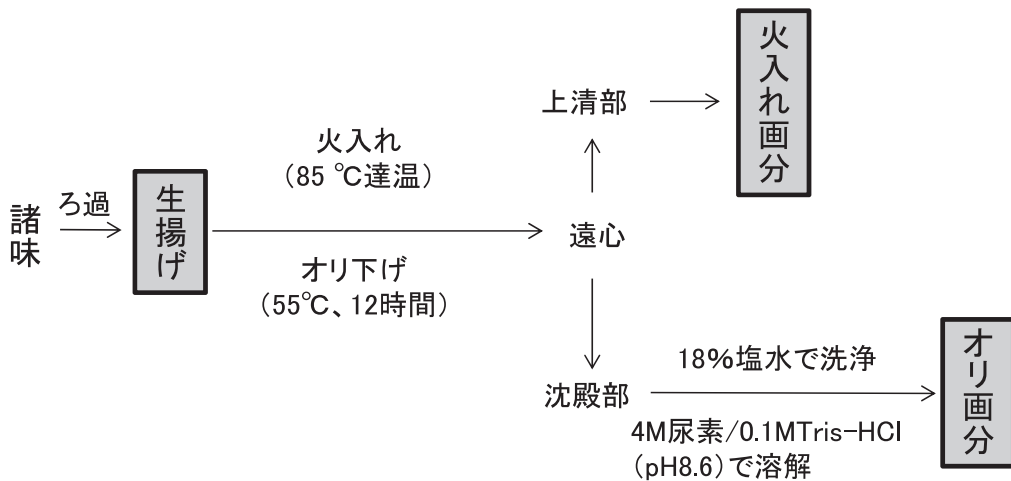 諸味
ろ過
生揚げ
火入れ
(85 ℃達温)
オリ下げ
(55℃、12時間)
遠心
上清部
火入れ画分
沈殿部
18%塩水で洗浄
4M尿素/0.1MTris-HCl
(pH8.6)で溶解
オリ画分